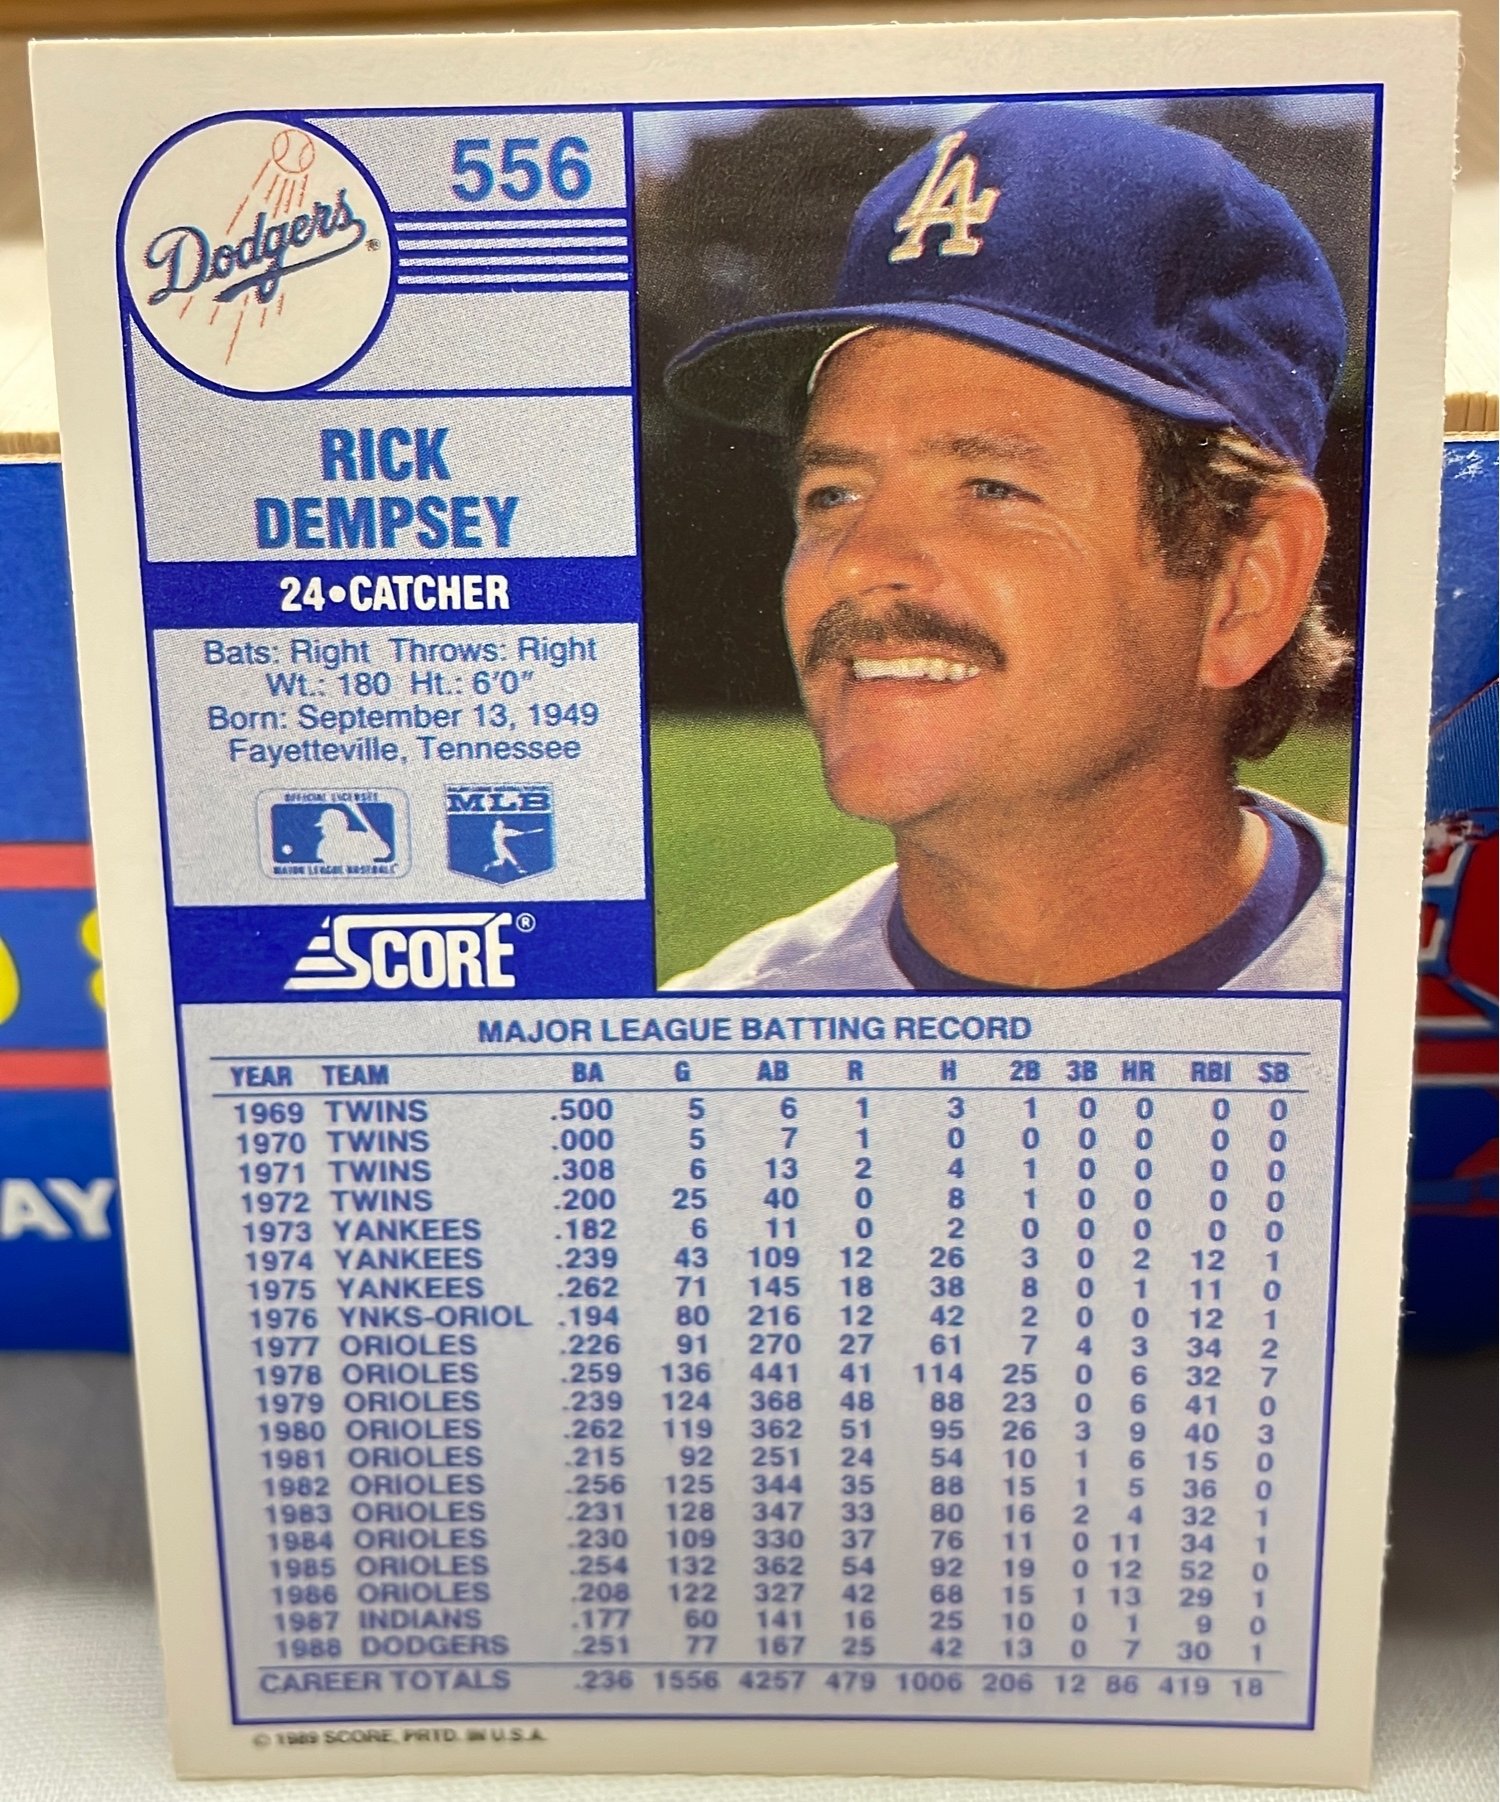 556
Dodgers ®
LA
RICK
DEMPSEY
24•CATCHER
Bats: Right Throws: Right
Wt.: 180 Ht.: 6'0"
Born: September 13, 1949
Fayetteville, Tennessee
OFFICIAL LICENSEE
MAJOR LEAGUE BASEBALL
MLB
SCORE®
MAJOR LEAGUE BATTING RECORD
YEAR TEAM BA G AB R H 2B 3B HR RBI SB
1969 TWINS .500 5 6 1 3 1 0 0 0 0
1970 TWINS .000 5 7 1 0 0 0 0 0 0
1971 TWINS .308 6 13 2 4 1 0 0 0 0
1972 TWINS .200 25 40 0 8 1 0 0 0 0
1973 YANKEES .182 6 11 0 2 0 0 0 0 0
1974 YANKEES .239 43 109 12 26 3 0 2 12 1
1975 YANKEES .262 71 145 18 38 8 0 1 11 0
1976 YNKS-ORIOL .194 80 216 12 42 2 0 0 12 1
1977 ORIOLES .226 91 270 27 61 7 4 3 34 2
1978 ORIOLES .259 136 441 41 114 25 0 6 32 7
1979 ORIOLES .239 124 368 48 88 23 0 6 41 0
1980 ORIOLES .262 119 362 51 95 26 3 9 40 3
1981 ORIOLES .215 92 251 24 54 10 1 6 15 0
1982 ORIOLES .256 125 344 35 88 15 1 5 36 0
1983 ORIOLES .231 128 347 33 80 16 2 4 32 1
1984 ORIOLES .230 109 330 37 76 11 0 11 34 1
1985 ORIOLES .254 132 362 54 92 19 0 12 52 0
1986 ORIOLES .208 122 327 42 68 15 1 13 29 1
1987 INDIANS .177 60 141 16 25 10 0 1 9 0
1988 DODGERS .251 77 167 25 42 13 0 7 30 1
CAREER TOTALS .236 1556 4257 479 1006 206 12 86 419 18
© 1989 SCORE, PRTD. IN U.S.A.
AY